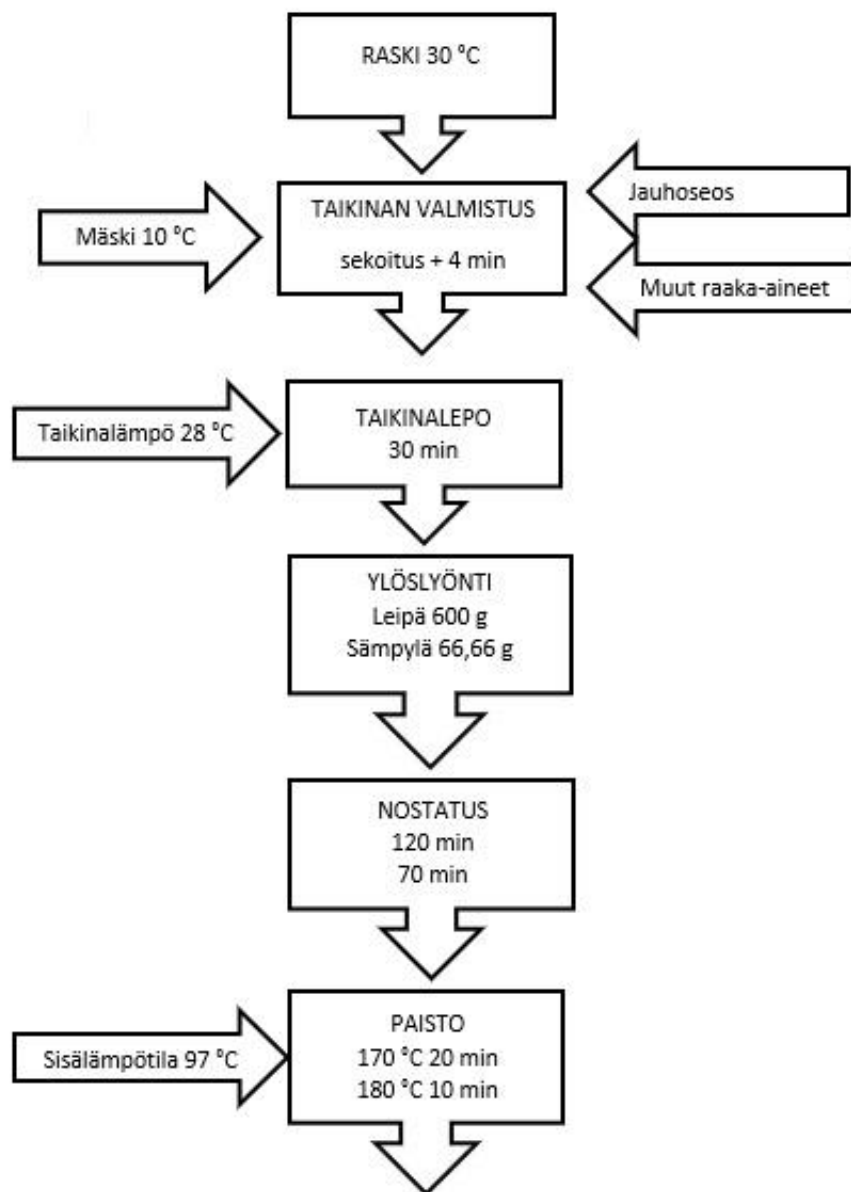 RASKI 30 °C
TAIKINAN VALMISTUS
sekoitus + 4 min
Mäski 10 °C
Jauhoseos
Muut raaka-aineet
Taikinalämpö 28 °C
TAIKINALEPO
30 min
YLÖSLYÖNTI
Leipä 600 g
Sämpylä 66,66 g
NOSTATUS
120 min
70 min
Sisälämpötila 97 °C
PAISTO
170 °C 20 min
180 °C 10 min